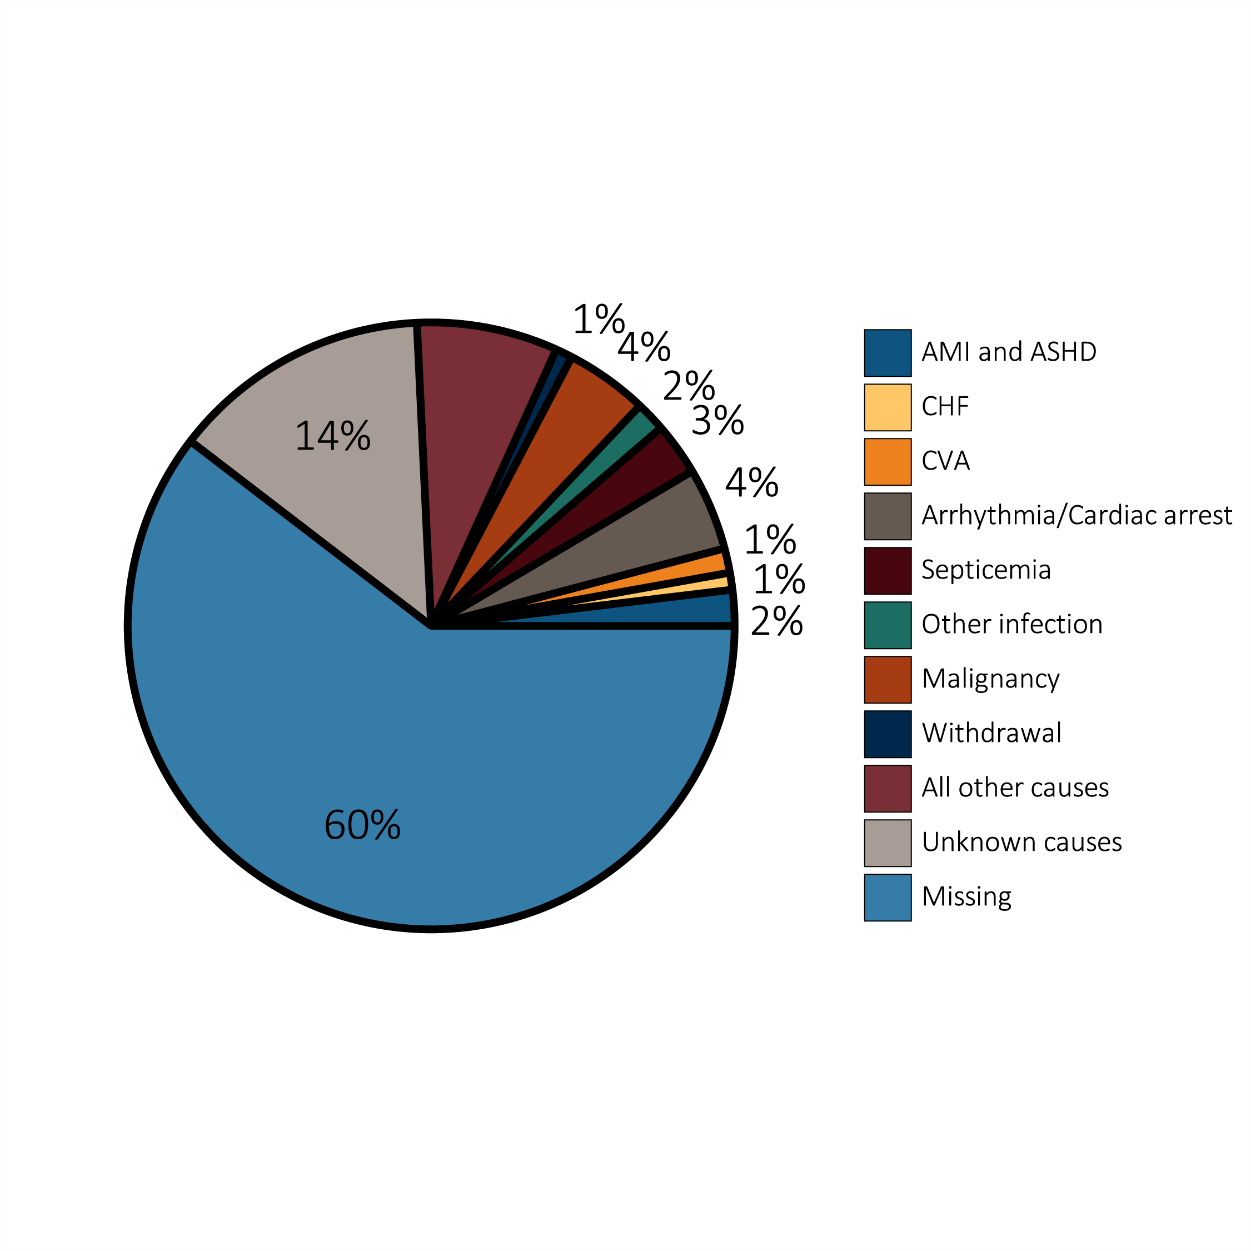 1%
4%
2%
3%
4%
1%
1%
2%
14%
60%
AMI and ASHD
CHF
CVA
Arrhythmia/Cardiac arrest
Septicemia
Other infection
Malignancy
Withdrawal
All other causes
Unknown causes
Missing